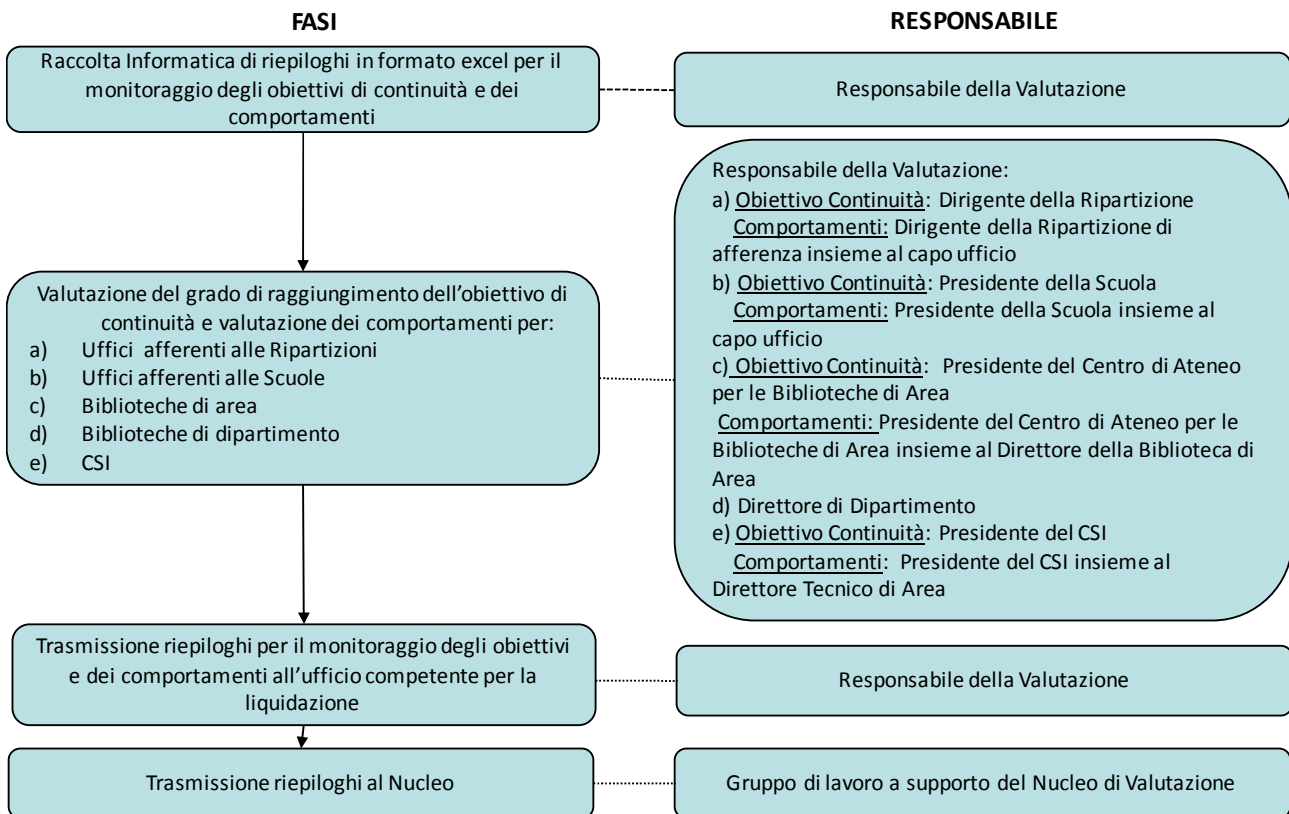 FASI
RESPONSABILE
Raccolta Informatica di riepiloghi in formato excel per il
monitoraggio degli obiettivi di continuità e dei
comportamenti
Responsabile della Valutazione
Valutazione del grado di raggiungimento dell'obiettivo di
continuità e valutazione dei comportamenti per:
a) Uffici afferenti alle Ripartizioni
b) Uffici afferenti alle Scuole
c) Biblioteche di area
d) Biblioteche di dipartimento
e) CSI
Responsabile della Valutazione:
a) Obiettivo Continuità: Dirigente della Ripartizione
Comportamenti: Dirigente della Ripartizione di
afferenza insieme al capo ufficio
b) Obiettivo Continuità: Presidente della Scuola
Comportamenti: Presidente della Scuola insieme al
capo ufficio
c) Obiettivo Continuità: Presidente del Centro di Ateneo
per le Biblioteche di Area
Comportamenti: Presidente del Centro di Ateneo per le
Biblioteche di Area insieme al Direttore della Biblioteca di
Area
d) Direttore di Dipartimento
e) Obiettivo Continuità: Presidente del CSI
Comportamenti: Presidente del CSI insieme al
Direttore Tecnico di Area
Trasmissione riepiloghi per il monitoraggio degli obiettivi
e dei comportamenti all'ufficio competente per la
liquidazione
Responsabile della Valutazione
Trasmissione riepiloghi al Nucleo
Gruppo di lavoro a supporto del Nucleo di Valutazione